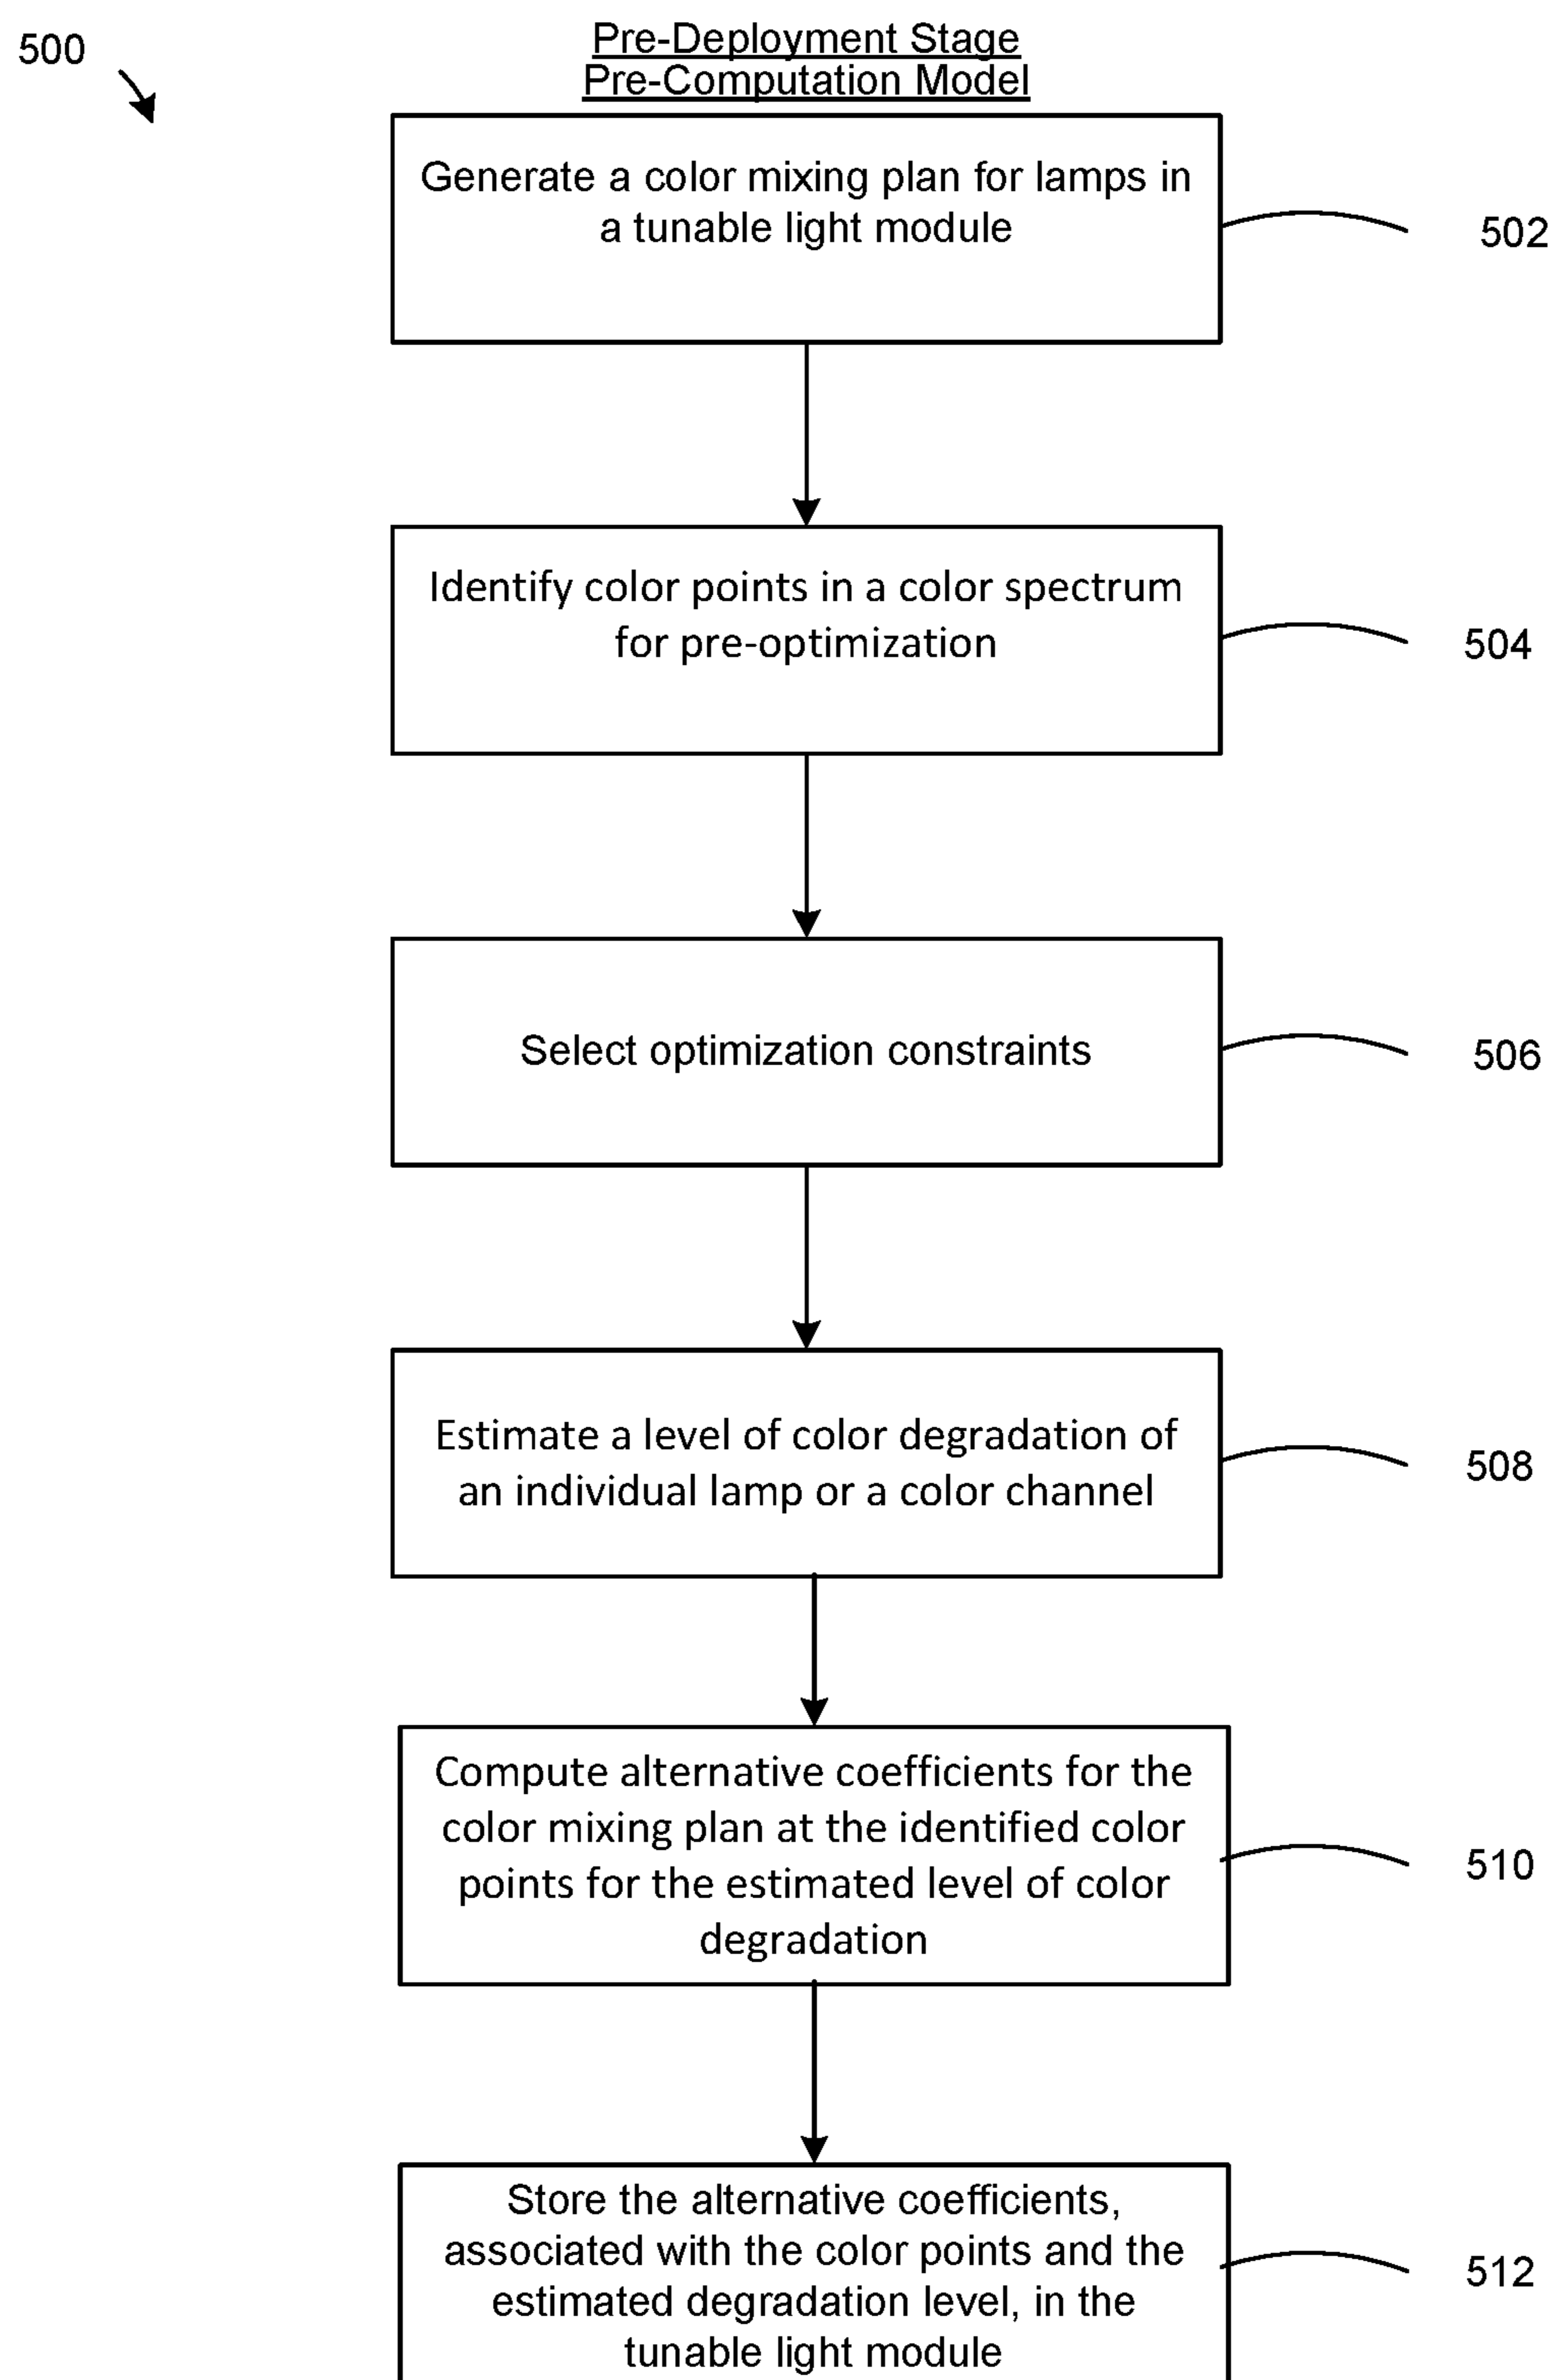 500
Pre-Deployment Stage
Pre-Computation Model
Generate a color mixing plan for lamps in
a tunable light module
502
Identify color points in a color spectrum
for pre-optimization
504
Select optimization constraints
506
Estimate a level of color degradation of
an individual lamp or a color channel
508
Compute alternative coefficients for the
color mixing plan at the identified color
points for the estimated level of color
degradation
510
Store the alternative coefficients,
associated with the color points and the
estimated degradation level, in the
tunable light module
512